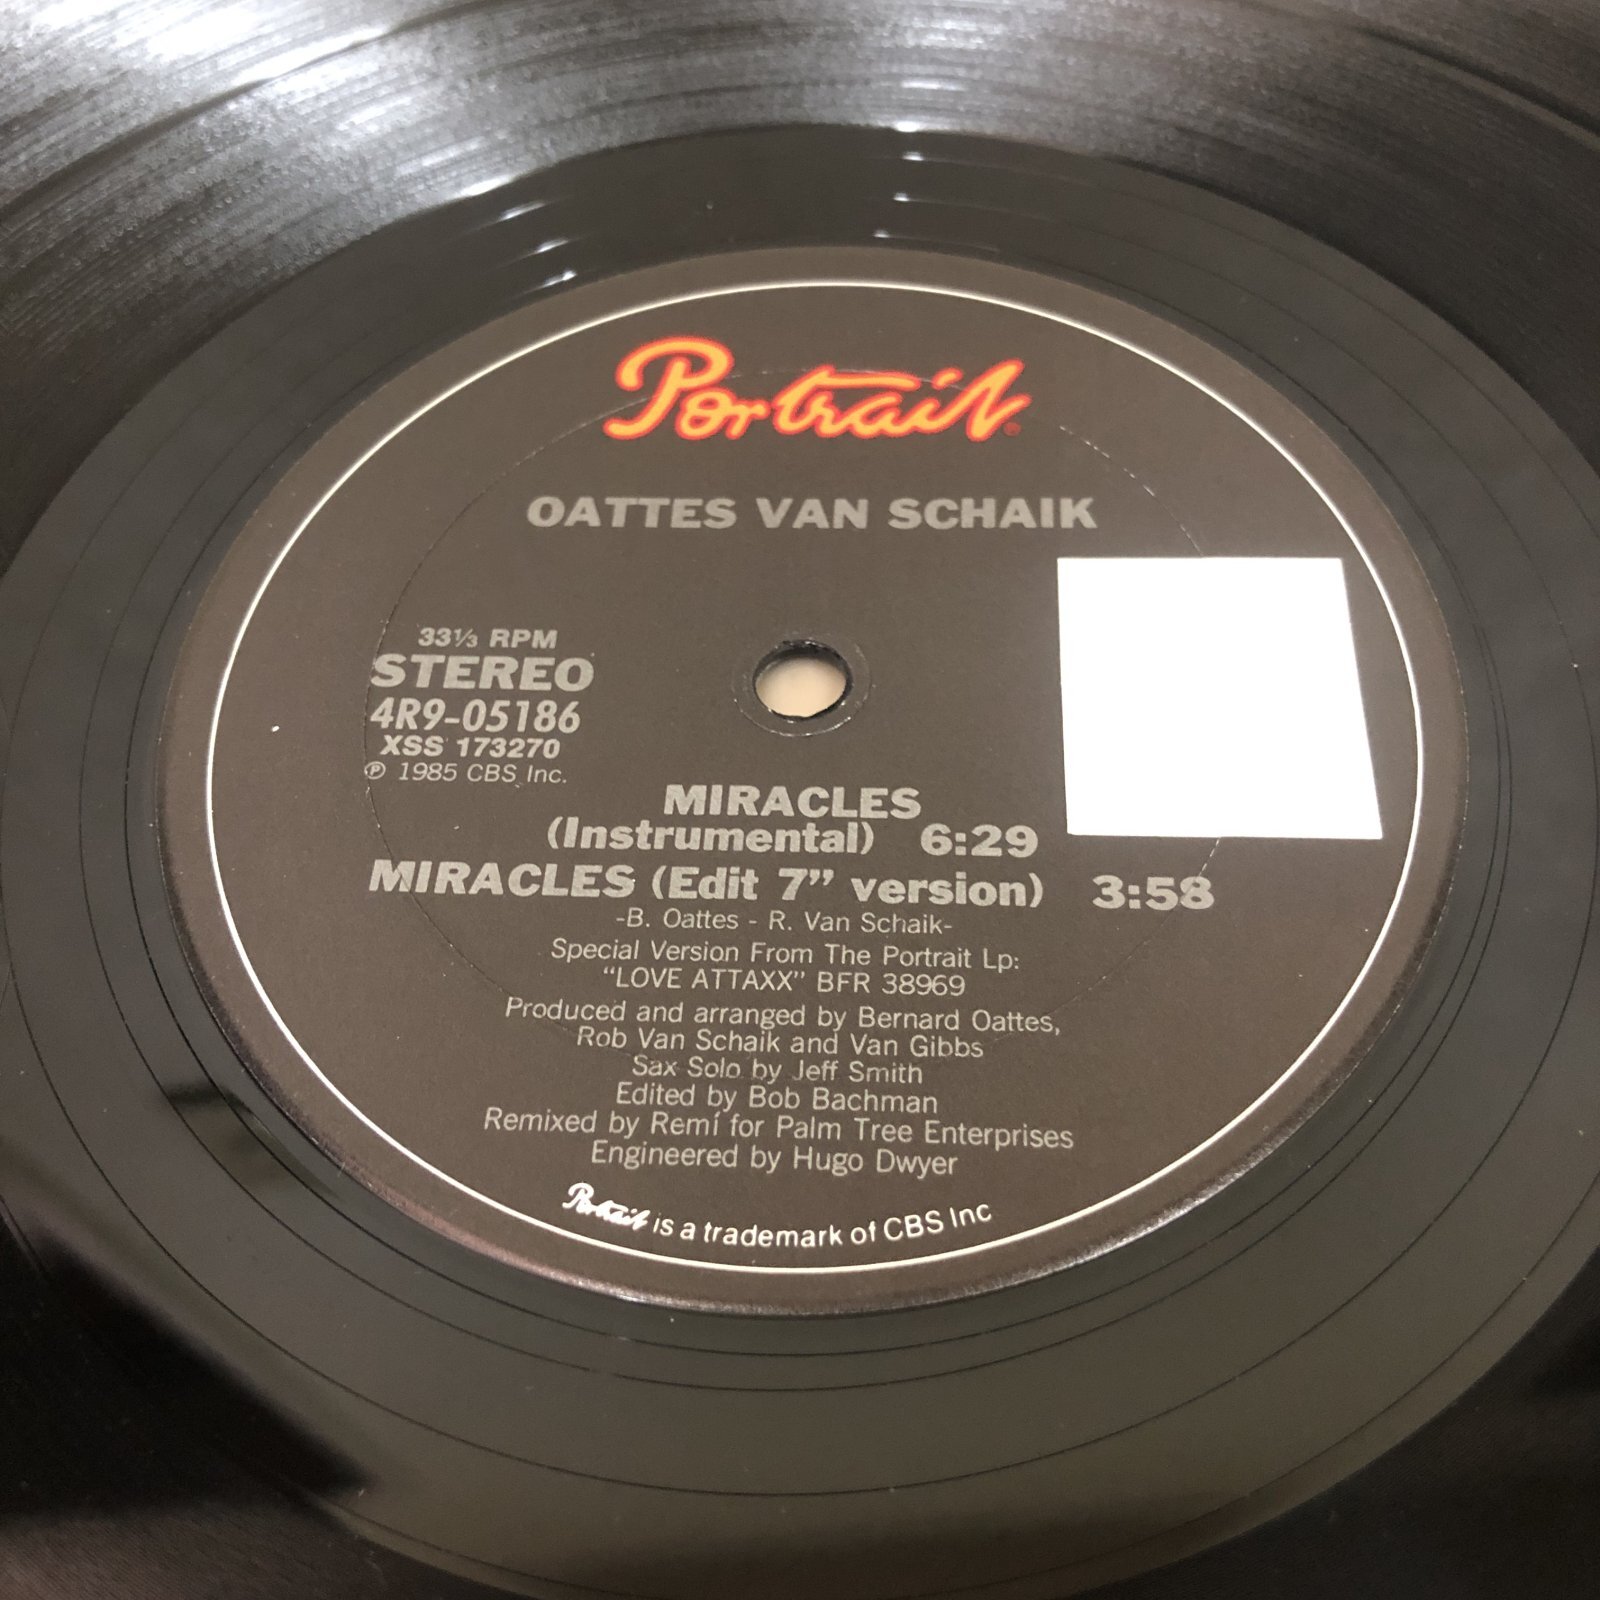 Portrait®
OATTES VAN SCHAIK
33⅓ RPM
STEREO
4R9-05186
XSS 173270
℗ 1985 CBS Inc.
MIRACLES
(Instrumental) 6:29
MIRACLES (Edit 7” version) 3:58
-B. Oattes - R. Van Schaik-
Special Version From The Portrait Lp:
“LOVE ATTAXX” BFR 38969
Produced and arranged by Bernard Oattes,
Rob Van Schaik and Van Gibbs
Sax Solo by Jeff Smith
Edited by Bob Bachman
Remixed by Remí for Palm Tree Enterprises
Engineered by Hugo Dwyer
Portrait is a trademark of CBS Inc